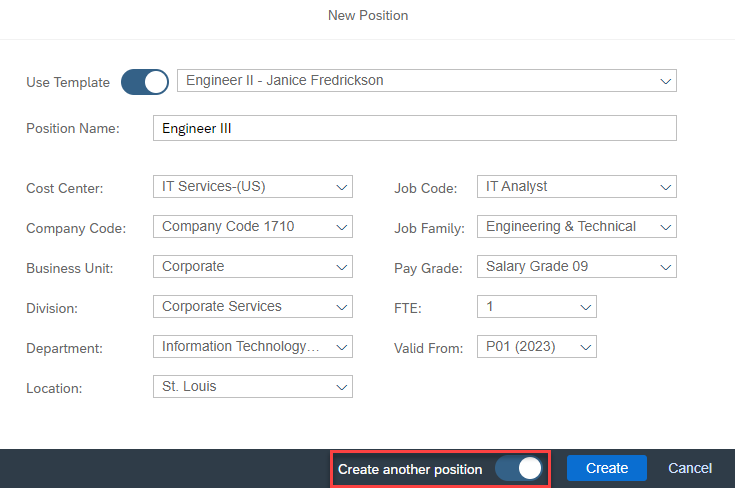 New Position
Use Template Engineer II - Janice Fredrickson
Position Name: Engineer III
Cost Center: IT Services-(US) Job Code: IT Analyst
Company Code: Company Code 1710 Job Family: Engineering & Technical
Business Unit: Corporate Pay Grade: Salary Grade 09
Division: Corporate Services FTE: 1
Department: Information Technology... Valid From: P01 (2023)
Location: St. Louis
Create another position Create Cancel